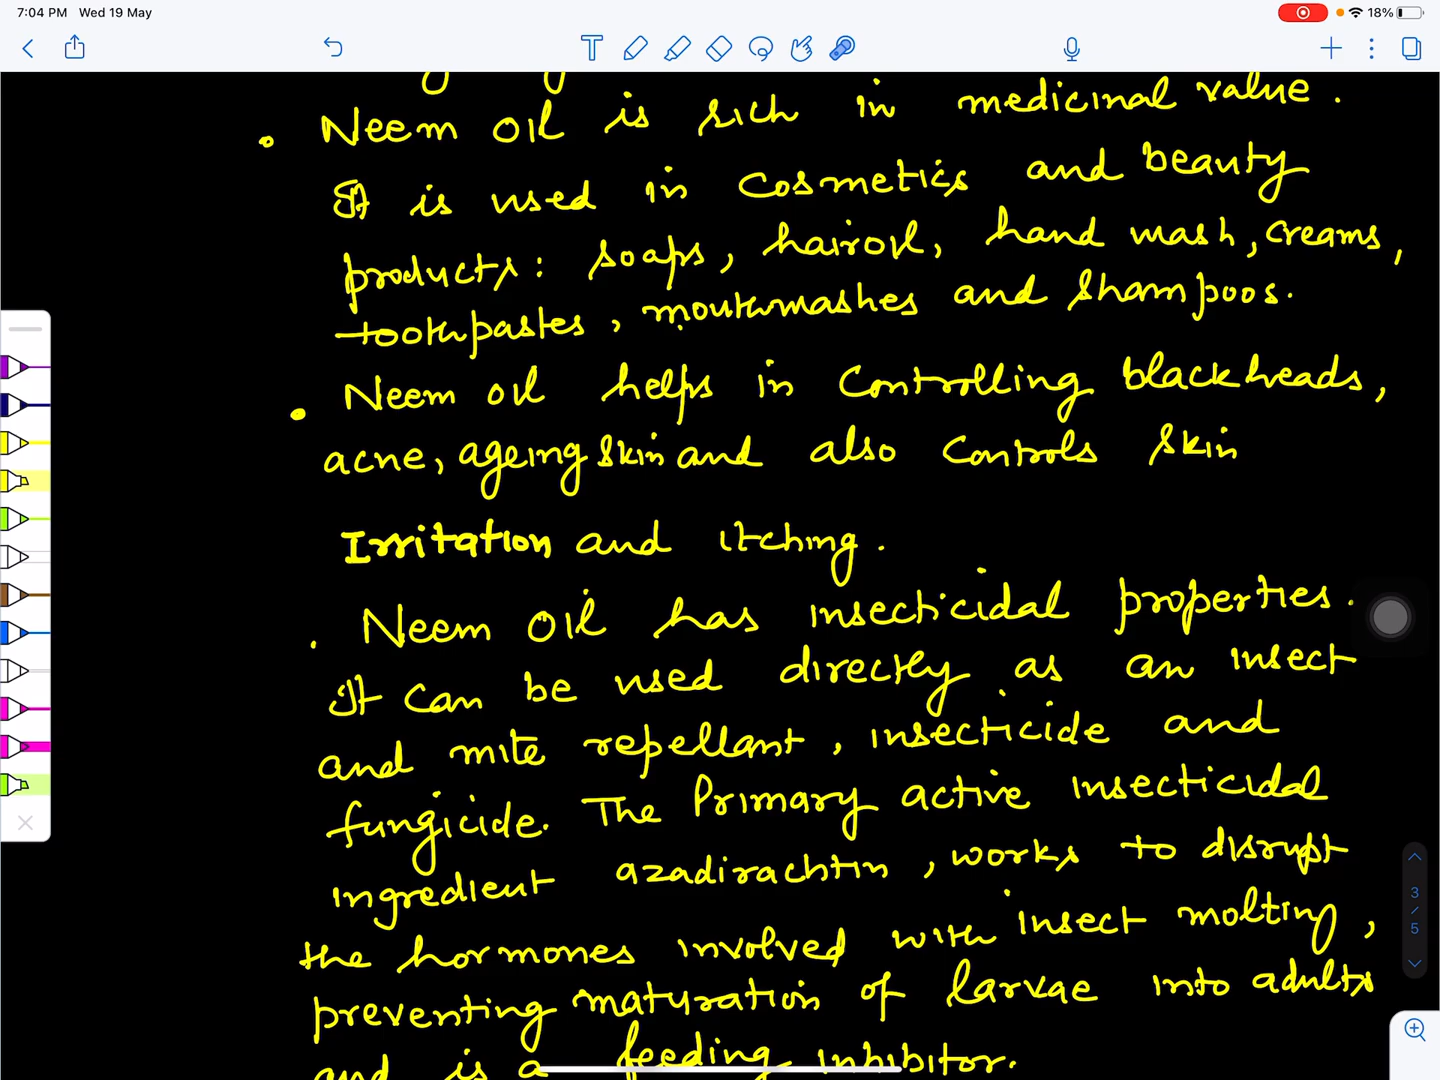 7:04 PM Wed 19 May
18%
• Neem oil is rich in medicinal value.
It is used in cosmetics and beauty
products: soaps, hairoil, hand wash, creams,
toothpastes, mouthwashes and shampoos.
• Neem oil helps in controlling blackheads,
acne, ageing skin and also controls skin
Irritation and itching.
. Neem oil has insecticidal properties.
It can be used directly as an insect
and mite repellant, insecticide and
fungicide. The Primary active insecticidal
ingredient azadirachtin, works to disrupt
the hormones involved with insect molting,
preventing maturation of larvae into adults
and is a feeding inhibitor.
3
/
5